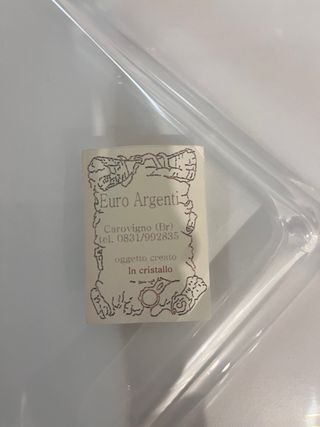 Euro Argenti
Carovigno (Br)
tel. 0831/992835
oggetto creato
In cristallo